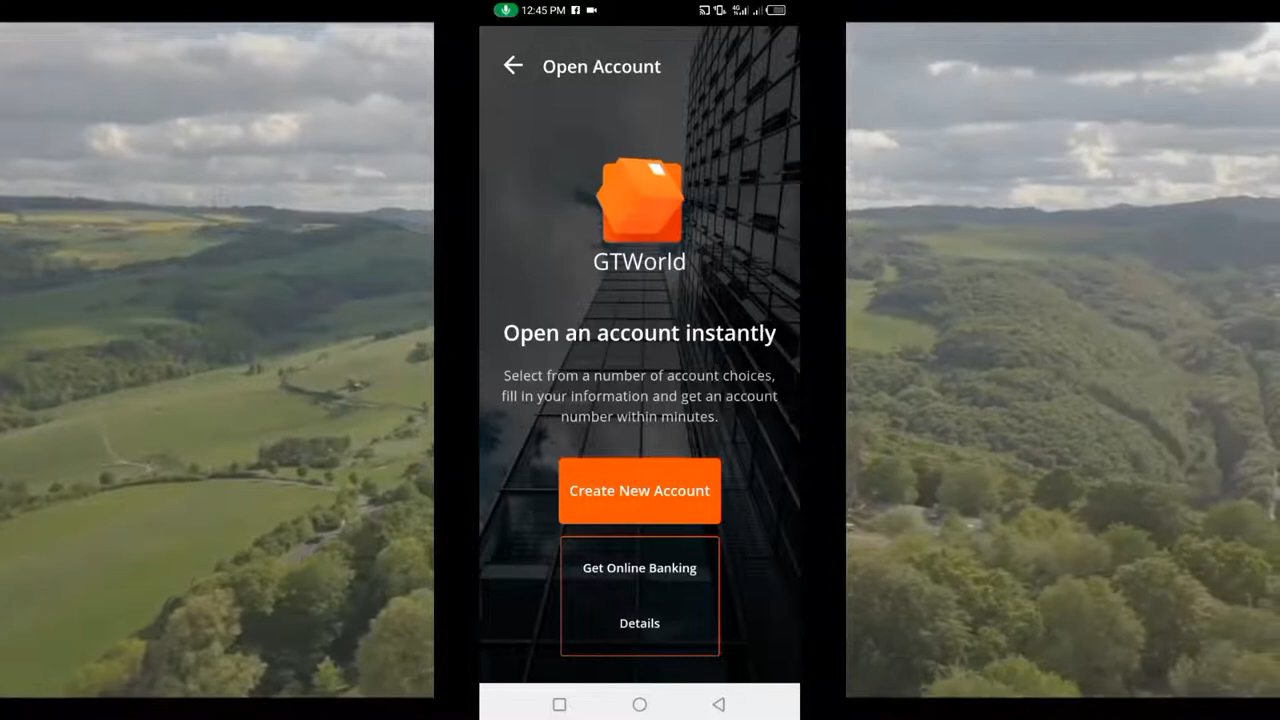 12:45 PM
4G
Open Account
GTWorld
Open an account instantly
Select from a number of account choices,
fill in your information and get an account
number within minutes.
Create New Account
Get Online Banking
Details